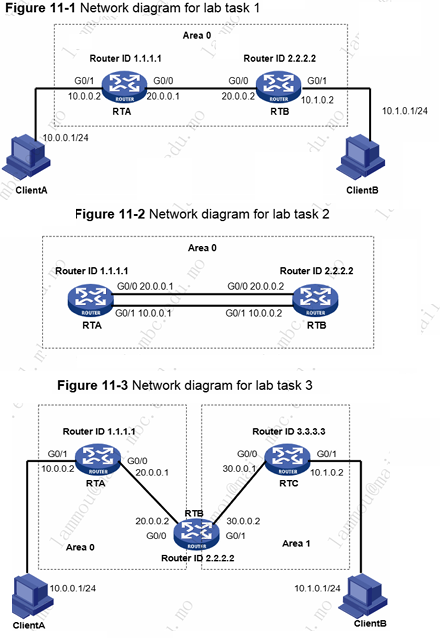 Figure 11-1 Network diagram for lab task 1
Area 0
Router ID 1.1.1.1
Router ID 2.2.2.2
G0/1 G0/0 G0/0 G0/1
10.0.0.2 20.0.0.1 20.0.0.2 10.1.0.2
ROUTER ROUTER
RTA RTB
10.0.0.1/24
10.1.0.1/24
ClientA
ClientB
Figure 11-2 Network diagram for lab task 2
Area 0
Router ID 1.1.1.1
Router ID 2.2.2.2
G0/0 20.0.0.1 G0/0 20.0.0.2
ROUTER ROUTER
G0/1 10.0.0.1 G0/1 10.0.0.2
RTA RTB
Figure 11-3 Network diagram for lab task 3
Router ID 1.1.1.1
Router ID 3.3.3.3
G0/1 G0/0 G0/0 G0/1
10.0.0.2 20.0.0.1 30.0.0.1 10.1.0.2
ROUTER ROUTER
RTA RTC
RTB
20.0.0.2 30.0.0.2
G0/0 G0/1
ROUTER
Area 0
Area 1
Router ID 2.2.2.2
10.0.0.1/24
10.1.0.1/24
ClientA
ClientB